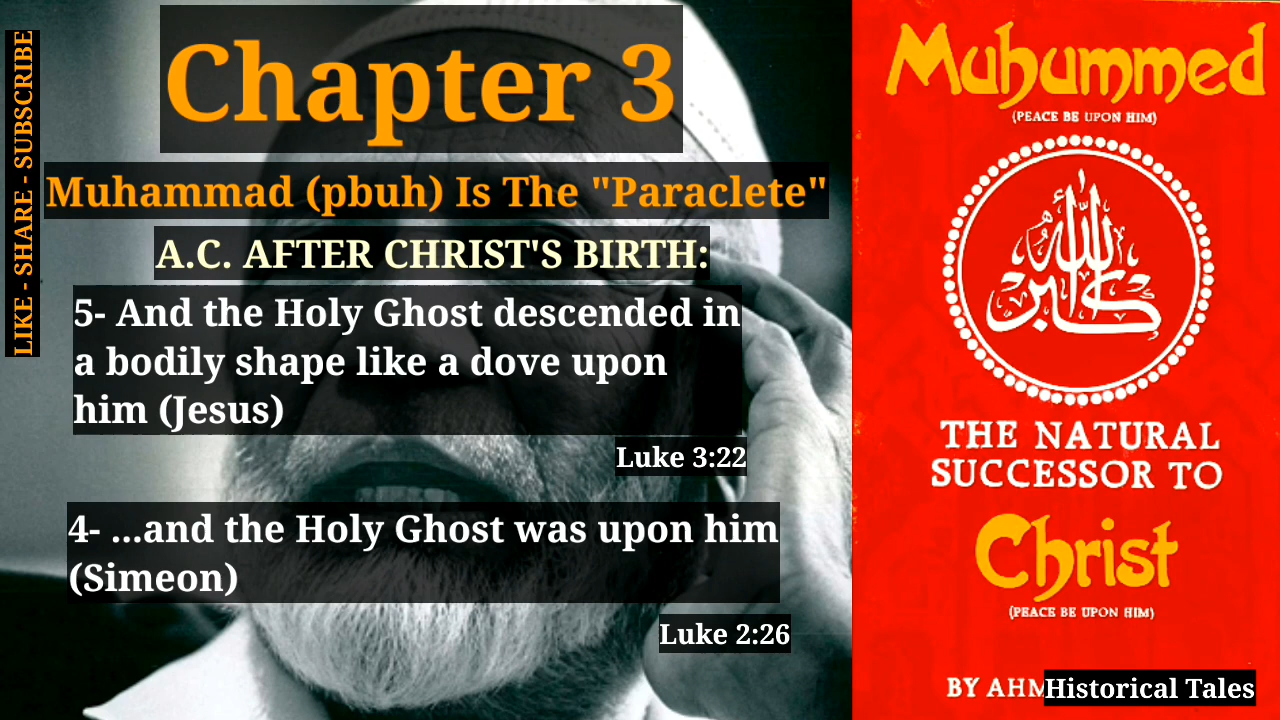 LIKE - SHARE - SUBSCRIBE
Chapter 3
Muhammad (pbuh) Is The "Paraclete"
A.C. AFTER CHRIST'S BIRTH:
5- And the Holy Ghost descended in
a bodily shape like a dove upon
him (Jesus)
Luke 3:22
4- ...and the Holy Ghost was upon him
(Simeon)
Luke 2:26
Muhummed
(PEACE BE UPON HIM)
الله اكبر
THE NATURAL
SUCCESSOR TO
Christ
(PEACE BE UPON HIM)
BY
Historical Tales